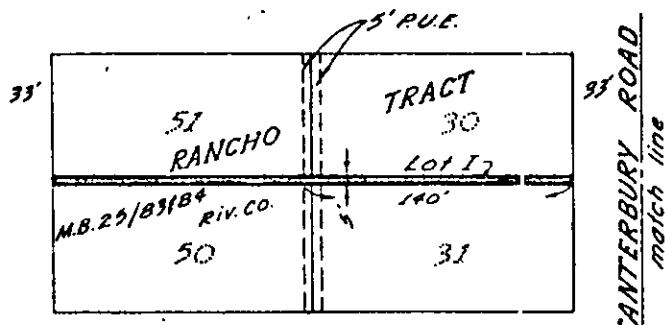 5' P.U.E.
33'
51
TRACT
30
33'
RANCHO
Lot I
M.B. 25/83&84
Riv. Co.
5'
140'
50
31
CANTERBURY ROAD
match line